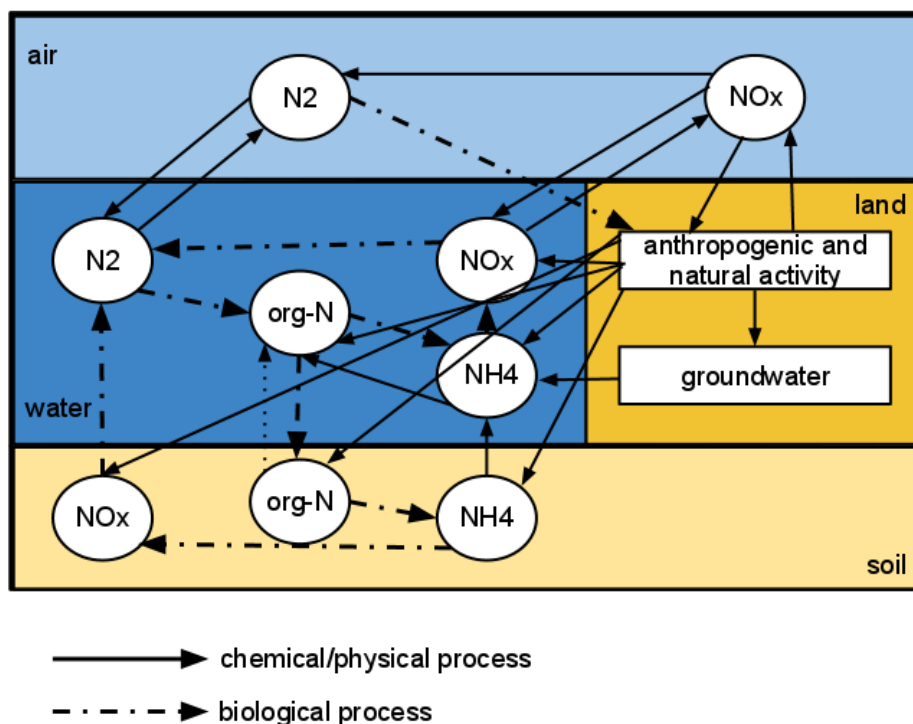 air
N2
NOx
land
N2
NOx
anthropogenic and
natural activity
org-N
NH4
groundwater
water
NOx
org-N
NH4
soil
chemical/physical process
biological process